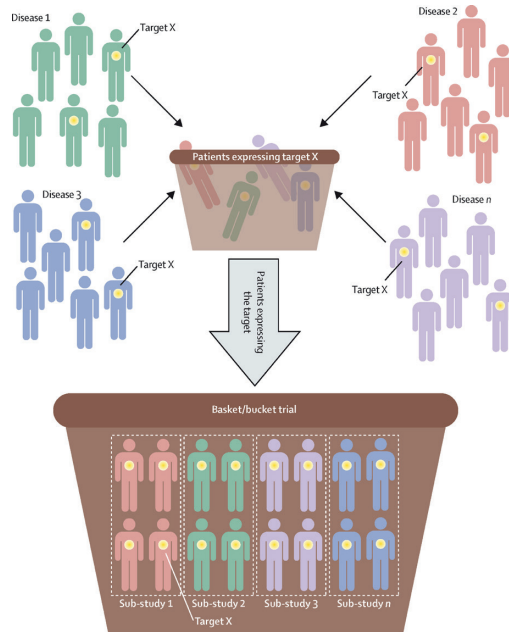 Disease 1
Target X
Disease 2
Target X
Patients expressing target X
Disease 3
Target X
Disease n
Target X
Patients expressing
the target
Basket/bucket trial
Sub-study 1
Sub-study 2
Sub-study 3
Sub-study n
Target X